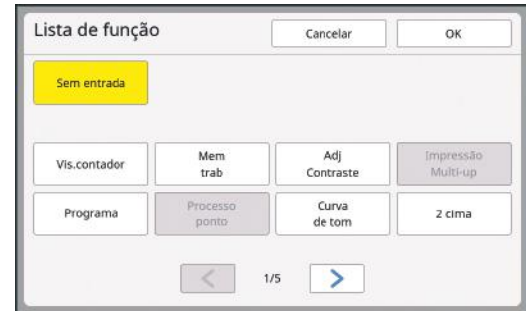 Lista de função
Cancelar
OK
Sem entrada
Vis.contador
Mem
trab
Adj
Contraste
Impressão
Multi-up
Programa
Processo
ponto
Curva
de tom
2 cima
1/5